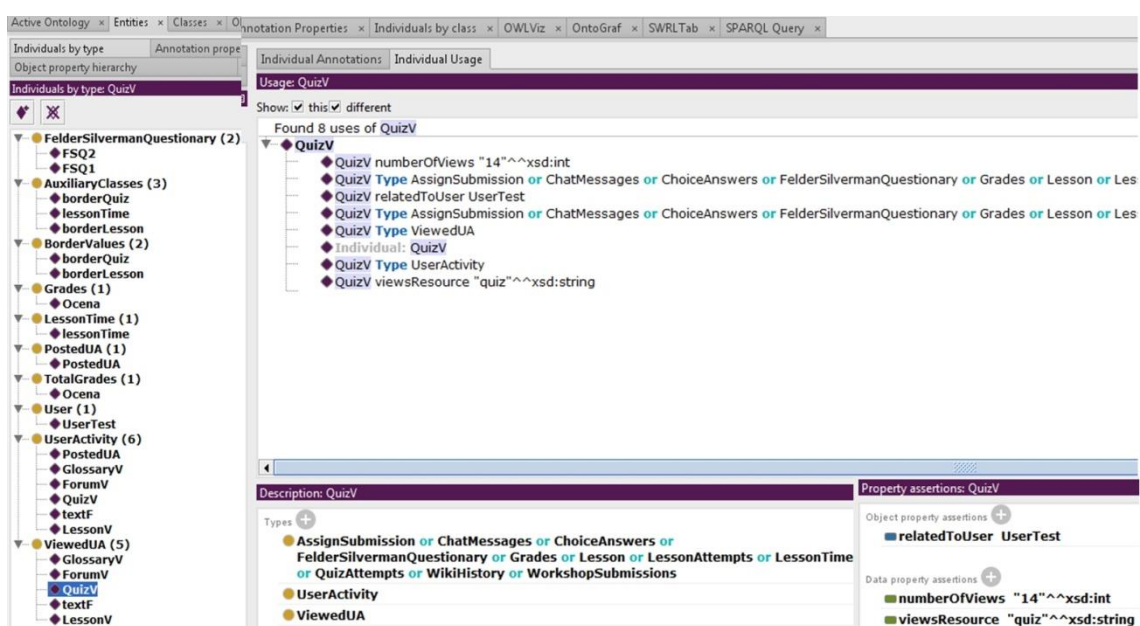 Active Ontology × Entities × Classes × O
nnotation Properties × Individuals by class × OWLViz × OntoGraf × SWRLTab × SPARQL Query ×
Individuals by type Annotation prope
Object property hierarchy
Individuals by type: QuizV
FelderSilvermanQuestionary (2)
FSQ2
FSQ1
AuxiliaryClasses (3)
borderQuiz
lessonTime
borderLesson
BorderValues (2)
borderQuiz
borderLesson
Grades (1)
Ocena
LessonTime (1)
lessonTime
PostedUA (1)
PostedUA
TotalGrades (1)
Ocena
User (1)
UserTest
UserActivity (6)
PostedUA
GlossaryV
ForumV
QuizV
textF
LessonV
ViewedUA (5)
GlossaryV
ForumV
QuizV
textF
LessonV
Individual Annotations Individual Usage
Usage: QuizV
Show: this different
Found 8 uses of QuizV
QuizV
QuizV numberOfViews "14"^^xsd:int
QuizV Type AssignSubmission or ChatMessages or ChoiceAnswers or FelderSilvermanQuestionary or Grades or Lesson or Les
QuizV relatedToUser UserTest
QuizV Type AssignSubmission or ChatMessages or ChoiceAnswers or FelderSilvermanQuestionary or Grades or Lesson or Les
QuizV Type ViewedUA
Individual: QuizV
QuizV Type UserActivity
QuizV viewsResource "quiz"^^xsd:string
Description: QuizV
Types
AssignSubmission or ChatMessages or ChoiceAnswers or
FelderSilvermanQuestionary or Grades or Lesson or LessonAttempts or LessonTime
or QuizAttempts or WikiHistory or WorkshopSubmissions
UserActivity
ViewedUA
Property assertions: QuizV
Object property assertions
relatedToUser UserTest
Data property assertions
numberOfViews "14"^^xsd:int
viewsResource "quiz"^^xsd:string